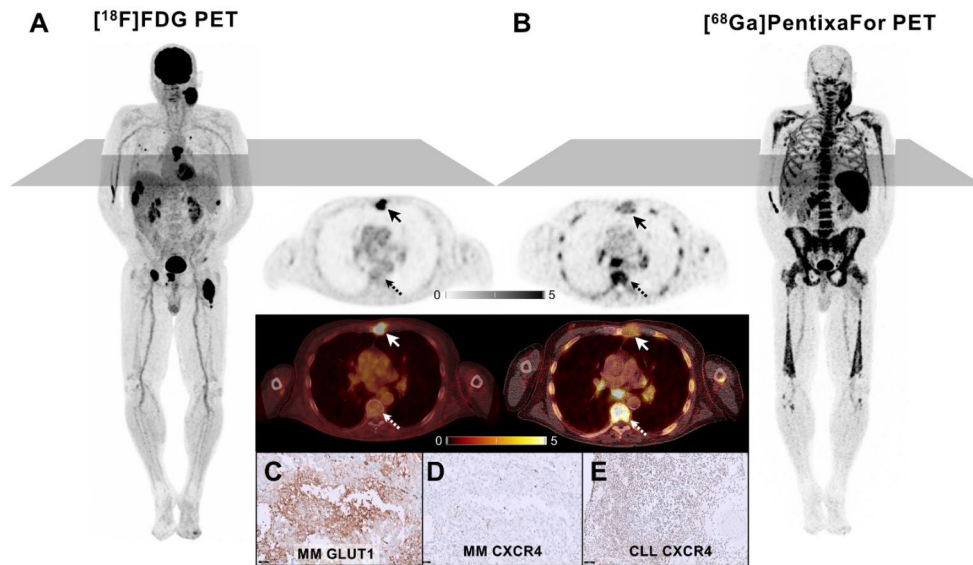 A
[¹⁸F]FDG PET
B
[⁶⁸Ga]PentixaFor PET
0
5
0
5
C
MM GLUT1
D
MM CXCR4
E
CLL CXCR4